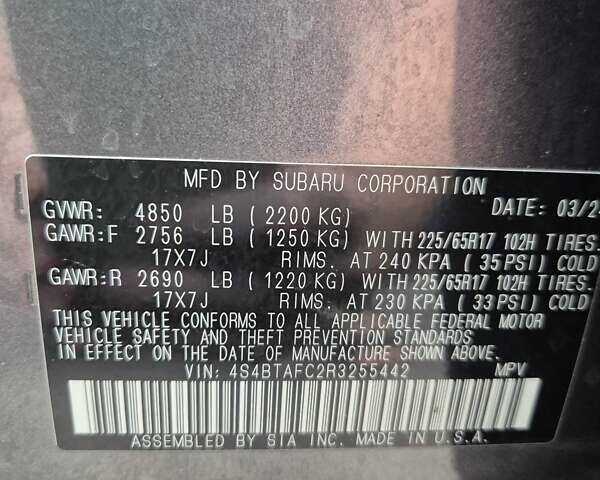 MFD BY SUBARU CORPORATION
GVWR: 4850 LB ( 2200 KG) DATE: 03/2
GAWR:F 2756 LB ( 1250 KG) WITH 225/65R17 102H TIRES.
17X7J RIMS. AT 240 KPA ( 35 PSI) COLD
GAWR:R 2690 LB ( 1220 KG) WITH 225/65R17 102H TIRES.
17X7J RIMS. AT 230 KPA ( 33 PSI) COLD
THIS VEHICLE CONFORMS TO ALL APPLICABLE FEDERAL MOTOR
VEHICLE SAFETY AND THEFT PREVENTION STANDARDS
IN EFFECT ON THE DATE OF MANUFACTURE SHOWN ABOVE.
VIN: 4S4BTAFC2R3255442 MPV
ASSEMBLED BY SIA INC. MADE IN U.S.A.